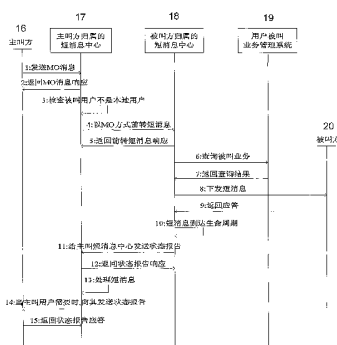 16
17
18
19
主叫方
主叫方归属的
短消息中心
被叫方归属的
短消息中心
用户被叫
业务管理系统
1:发送MO消息
2:返回MO消息响应
3:检查被叫用户不是本地用户
4:以MO方式前转短消息
5:返回前转短消息响应
6:查询被叫业务
7:返回查询结果
20
被叫方
8:下发短消息
9:返回应答
10:短消息到达生命周期
11:给主叫短消息中心发送状态报告
12:返回状态报告响应
13:处理短消息
14:当主叫用户需要时,向其发送状态报告
15:返回状态报告应答